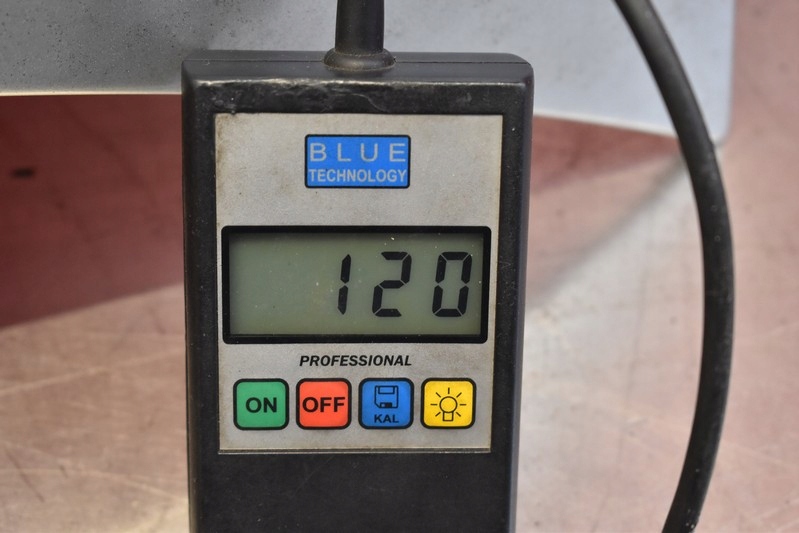 BLUE
TECHNOLOGY
120
PROFESSIONAL
ON OFF KAL